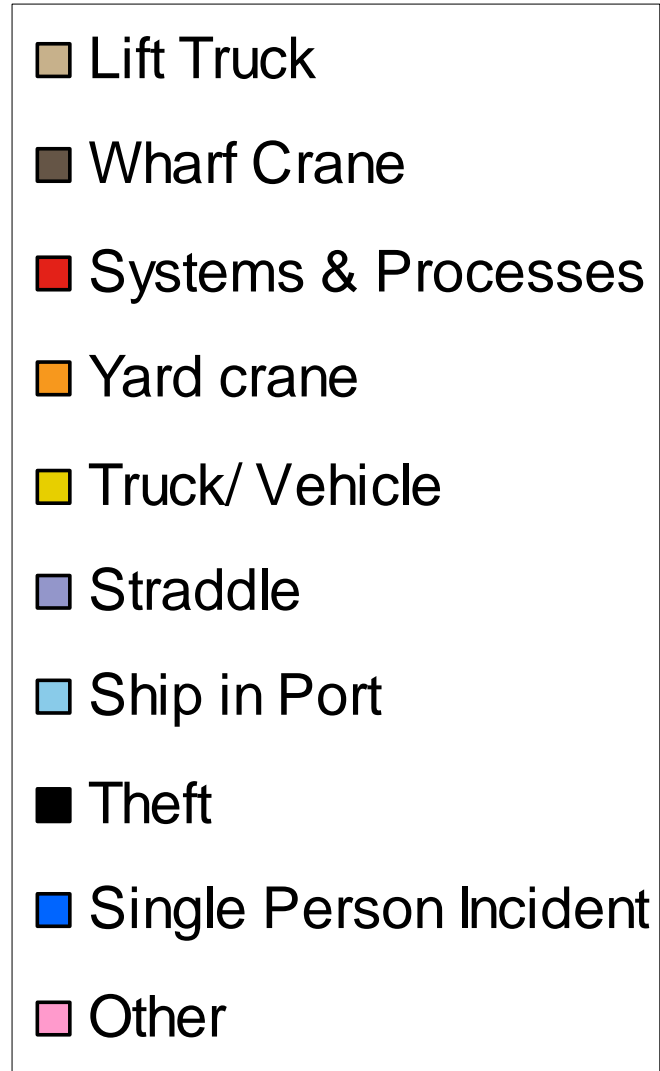 Lift Truck
Wharf Crane
Systems & Processes
Yard crane
Truck/ Vehicle
Straddle
Ship in Port
Theft
Single Person Incident
Other